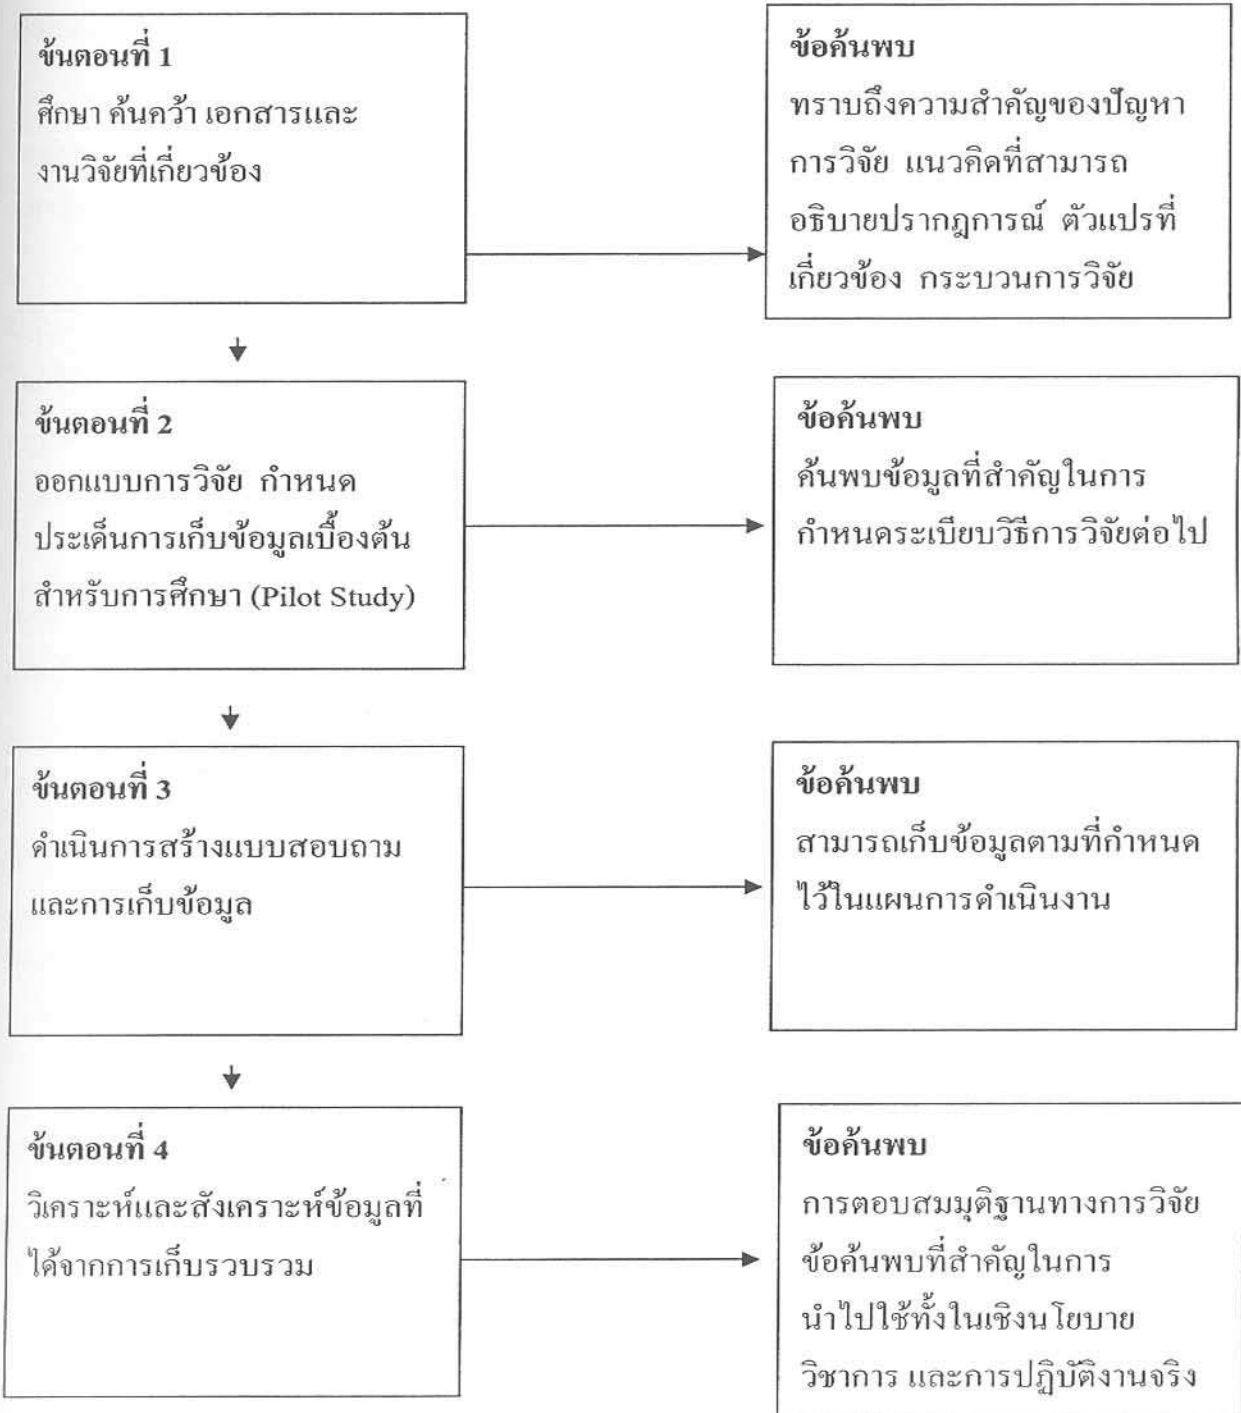 ขั้นตอนที่ 1
ศึกษา ค้นคว้า เอกสารและ
งานวิจัยที่เกี่ยวข้อง
ข้อค้นพบ
ทราบถึงความสำคัญของปัญหา
การวิจัย แนวคิดที่สามารถ
อธิบายปรากฎการณ์ ตัวแปรที่
เกี่ยวข้อง กระบวนการวิจัย
ขั้นตอนที่ 2
ออกแบบการวิจัย กำหนด
ประเด็นการเก็บข้อมูลเบื้องต้น
สำหรับการศึกษา (Pilot Study)
ข้อค้นพบ
ค้นพบข้อมูลที่สำคัญในการ
กำหนดระเบียบวิธีการวิจัยต่อไป
ขั้นตอนที่ 3
ดำเนินการสร้างแบบสอบถาม
และการเก็บข้อมูล
ข้อค้นพบ
สามารถเก็บข้อมูลตามที่กำหนด
ไว้ในแผนการดำเนินงาน
ขั้นตอนที่ 4
วิเคราะห์และสังเคราะห์ข้อมูลที่
ได้จากการเก็บรวบรวม
ข้อค้นพบ
การตอบสมมุติฐานทางการวิจัย
ข้อค้นพบที่สำคัญในการ
นำไปใช้ทั้งในเชิงนโยบาย
วิชาการ และการปฏิบัติงานจริง